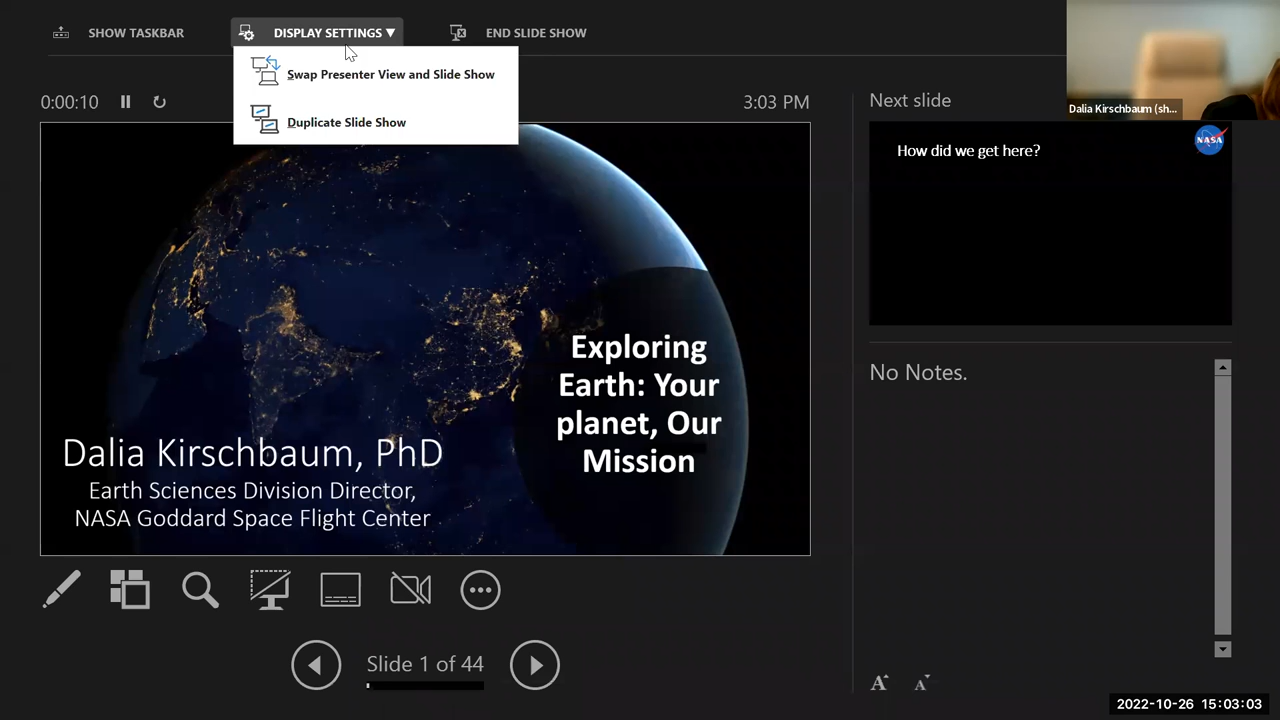 SHOW TASKBAR
DISPLAY SETTINGS ▼
END SLIDE SHOW
Swap Presenter View and Slide Show
Duplicate Slide Show
0:00:10
3:03 PM
Exploring
Earth: Your
planet, Our
Mission
Dalia Kirschbaum, PhD
Earth Sciences Division Director,
NASA Goddard Space Flight Center
Slide 1 of 44
Next slide
Dalia Kirschbaum (sh...
How did we get here?
NASA
No Notes.
A
A
2022-10-26 15:03:03